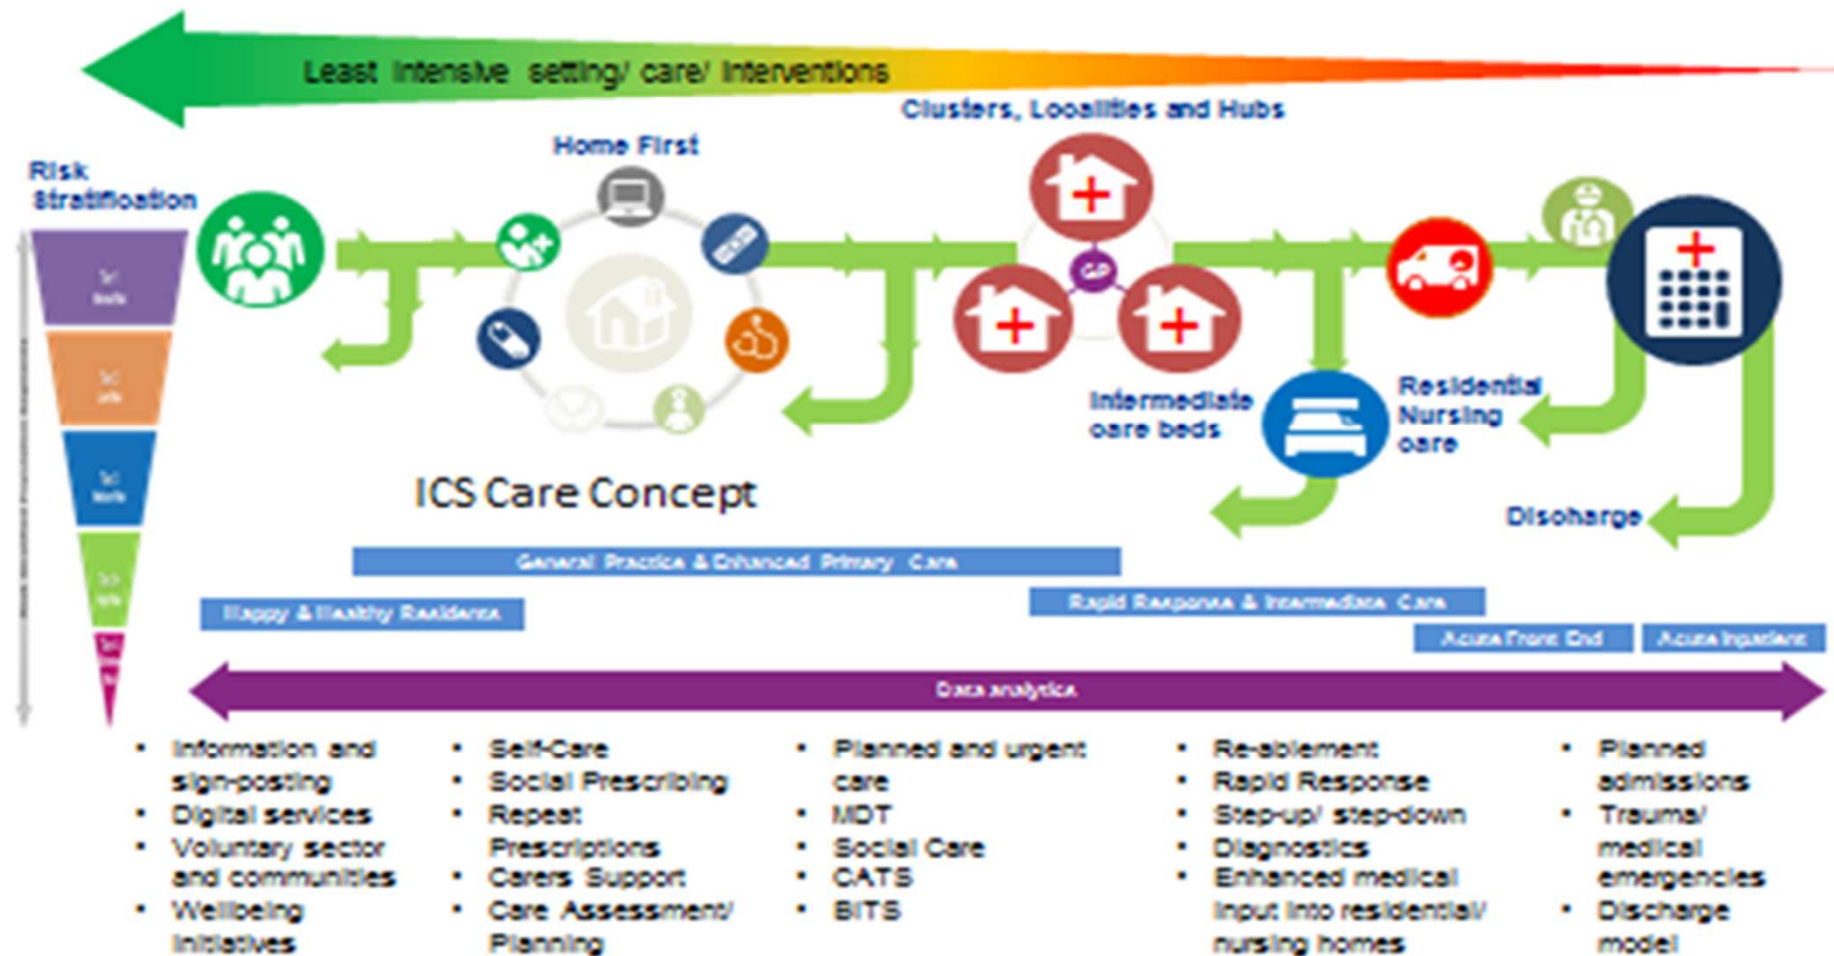 Least intensive setting/ care/ interventions
Clusters, Localities and Hubs
Home First
Risk
Stratification
GP
Intermediate
care beds
Residential
Nursing
care
Discharge
ICS Care Concept
General Practice & Enhanced Primary Care
Happy & Healthy Residents
Rapid Response & Intermediate Care
Acute Front End
Acute Inpatient
Data analytics
• Information and
sign-posting
• Digital services
• Voluntary sector
and communities
• Wellbeing
Initiatives
• Self-Care
• Social Prescribing
• Repeat
Prescriptions
• Carers Support
• Care Assessment/
Planning
• Planned and urgent
care
• MDT
• Social Care
• CATS
• BITS
• Re-ablement
• Rapid Response
• Step-up/ step-down
• Diagnostics
• Enhanced medical
input into residential/
nursing homes
• Planned
admissions
• Trauma/
medical
emergencies
• Discharge
model